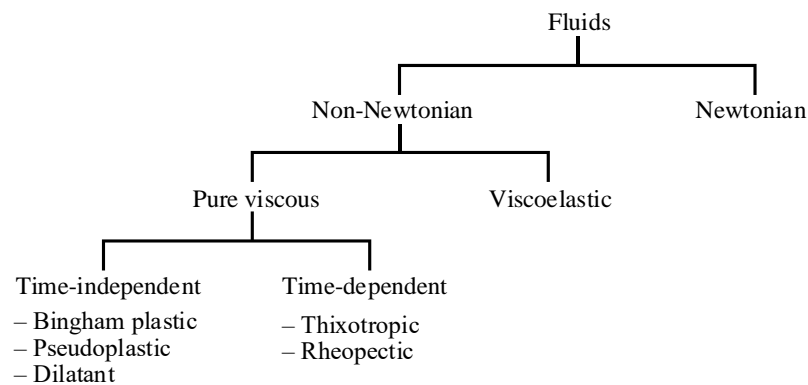 Fluids
Non-Newtonian
Newtonian
Pure viscous
Viscoelastic
Time-independent
– Bingham plastic
– Pseudoplastic
– Dilatant
Time-dependent
– Thixotropic
– Rheopectic